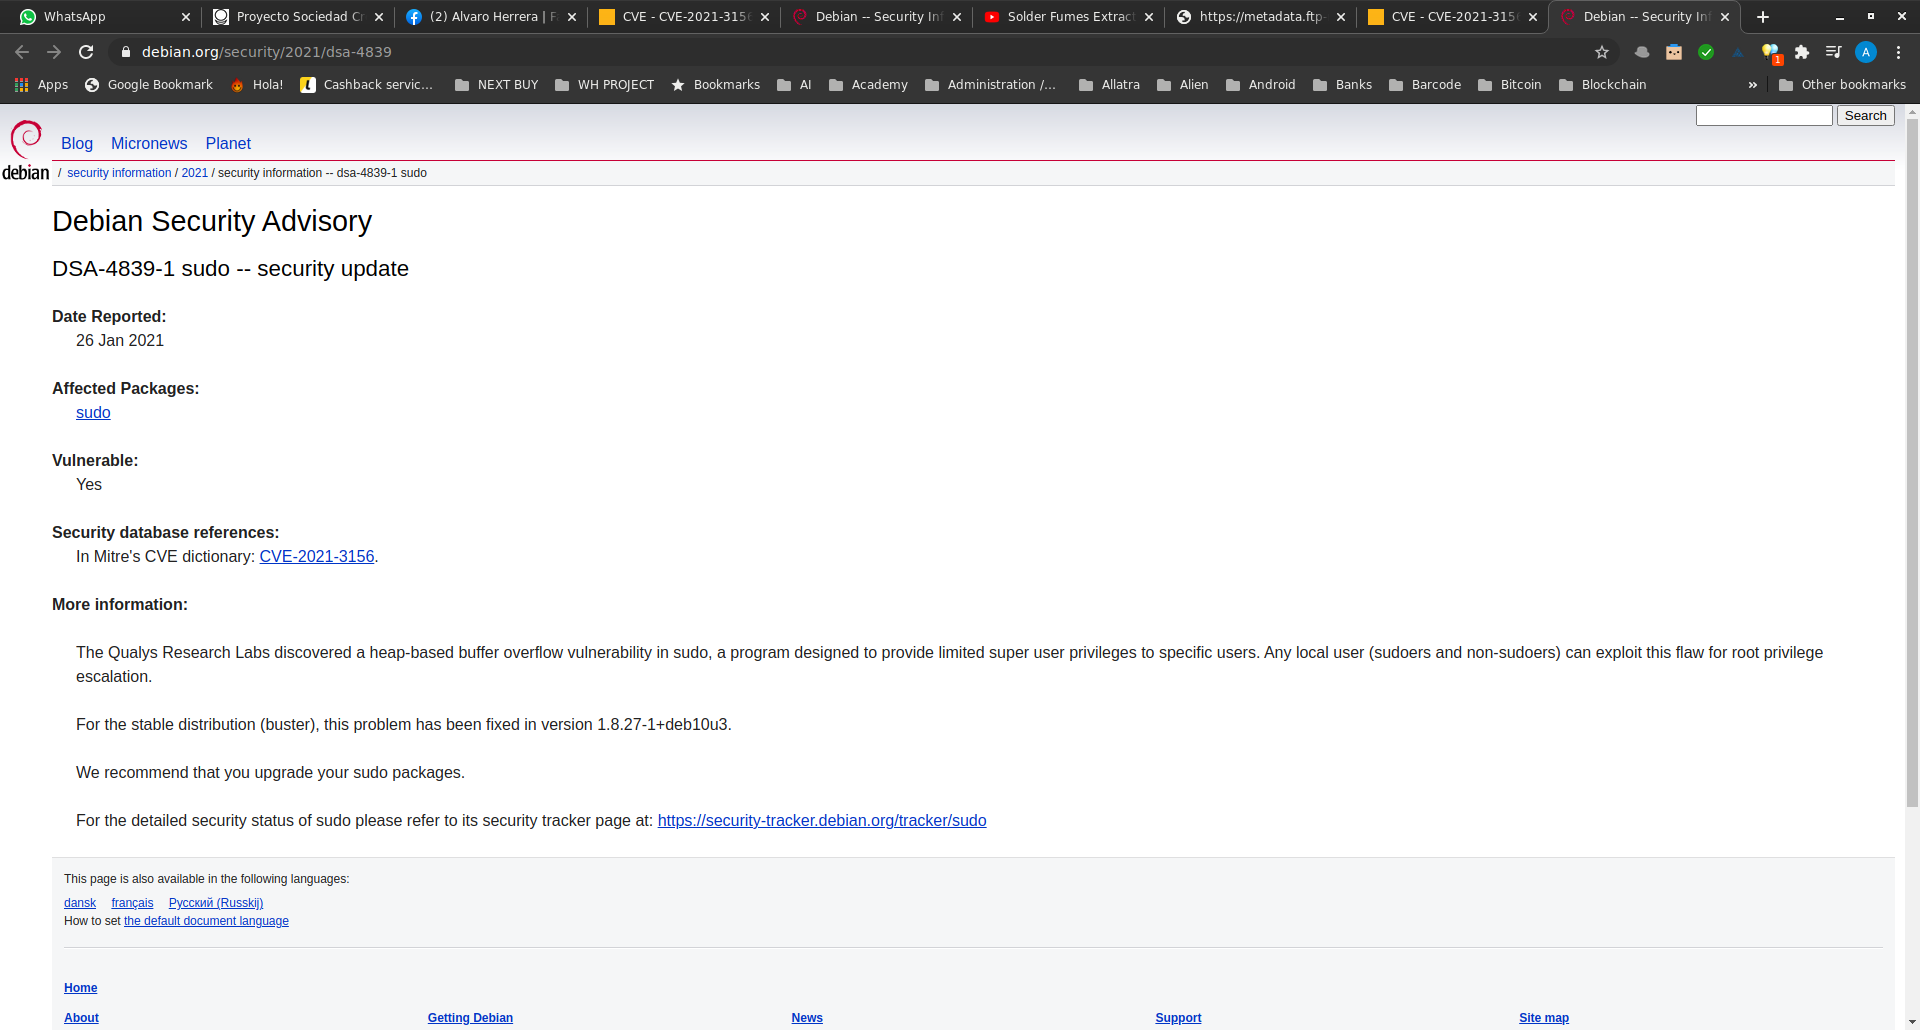 WhatsApp
Proyecto Sociedad Cr
(2) Alvaro Herrera | F
CVE - CVE-2021-3156
Debian -- Security Inf
Solder Fumes Extract
https://metadata.ftp-
CVE - CVE-2021-3156
Debian -- Security Inf
debian.org/security/2021/dsa-4839
1
A
Apps
Google Bookmark
Hola!
Cashback servic...
NEXT BUY
WH PROJECT
Bookmarks
AI
Academy
Administration /...
Allatra
Alien
Android
Banks
Barcode
Bitcoin
Blockchain
»
Other bookmarks
Search
debian
Blog
Micronews
Planet
/ security information / 2021 / security information -- dsa-4839-1 sudo
Debian Security Advisory
DSA-4839-1 sudo -- security update
Date Reported:
26 Jan 2021
Affected Packages:
sudo
Vulnerable:
Yes
Security database references:
In Mitre's CVE dictionary: CVE-2021-3156.
More information:
The Qualys Research Labs discovered a heap-based buffer overflow vulnerability in sudo, a program designed to provide limited super user privileges to specific users. Any local user (sudoers and non-sudoers) can exploit this flaw for root privilege
escalation.
For the stable distribution (buster), this problem has been fixed in version 1.8.27-1+deb10u3.
We recommend that you upgrade your sudo packages.
For the detailed security status of sudo please refer to its security tracker page at: https://security-tracker.debian.org/tracker/sudo
This page is also available in the following languages:
dansk français Русский (Russkij)
How to set the default document language
Home
About
Getting Debian
News
Support
Site map